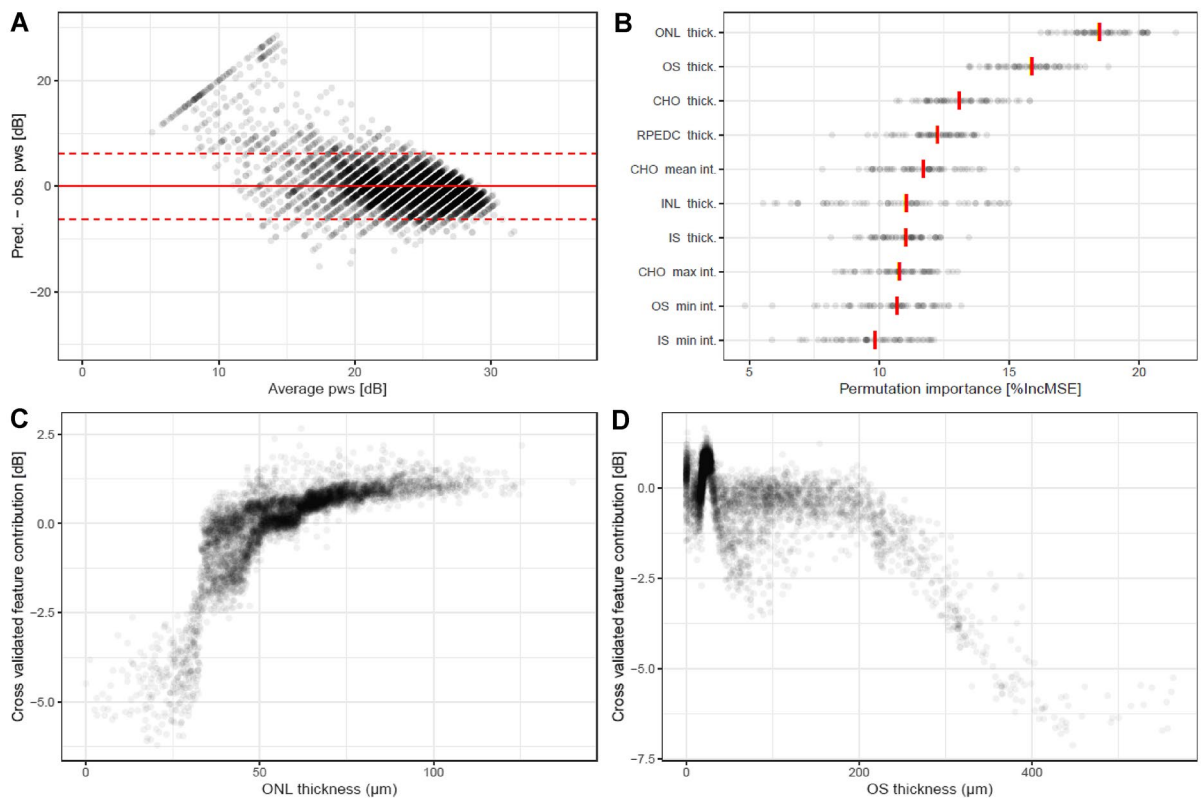 A
Pred. − obs. pws [dB]
20
0
−20
0
10
20
30
Average pws [dB]
B
ONL thick.
OS thick.
CHO thick.
RPEDC thick.
CHO mean int.
INL thick.
IS thick.
CHO max int.
OS min int.
IS min int.
5
10
15
20
Permutation importance [%IncMSE]
C
Cross validated feature contribution [dB]
2.5
0.0
−2.5
−5.0
0
50
100
ONL thickness (μm)
D
Cross validated feature contribution [dB]
0.0
−2.5
−5.0
−7.5
0
200
400
OS thickness (μm)